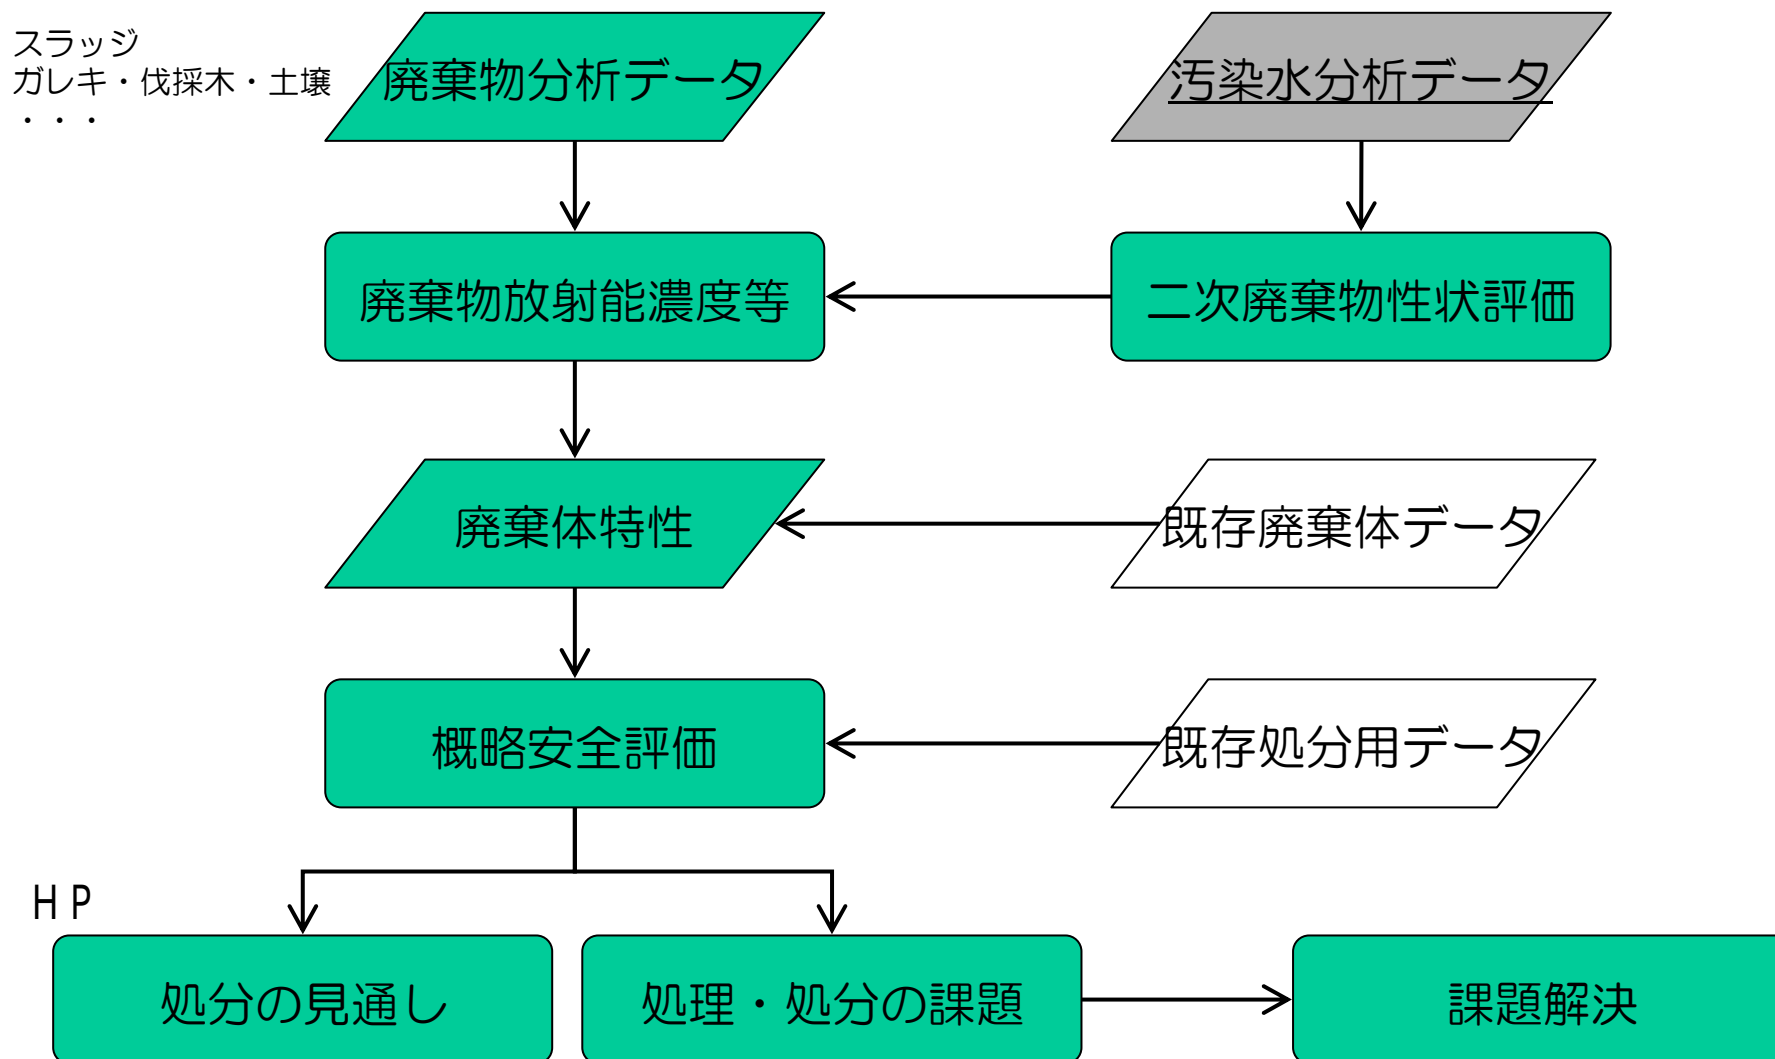 スラッジ
ガレキ・伐採木・土壌
・・・
廃棄物分析データ
汚染水分析データ
廃棄物放射能濃度等
二次廃棄物性状評価
廃棄体特性
既存廃棄体データ
概略安全評価
既存処分用データ
HP
処分の見通し
処理・処分の課題
課題解決